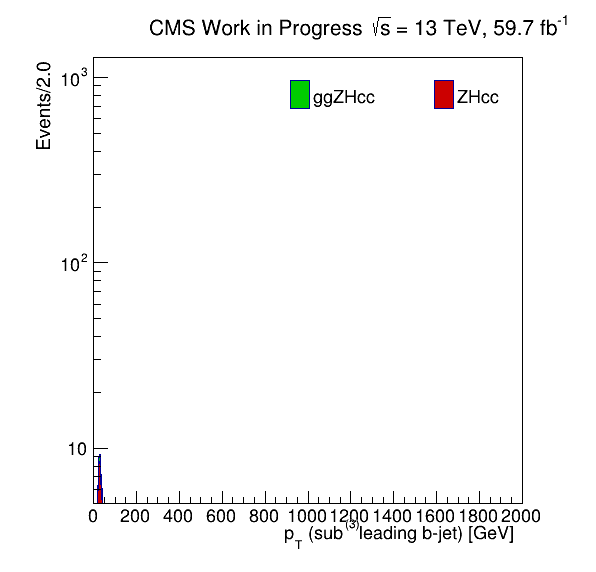 CMS Work in Progress √s = 13 TeV, 59.7 fb⁻¹
Events/2.0
10³
10²
10
ggZHcc
ZHcc
0 200 400 600 800 1000 1200 1400 1600 1800 2000
p_T (sub⁽³⁾leading b-jet) [GeV]